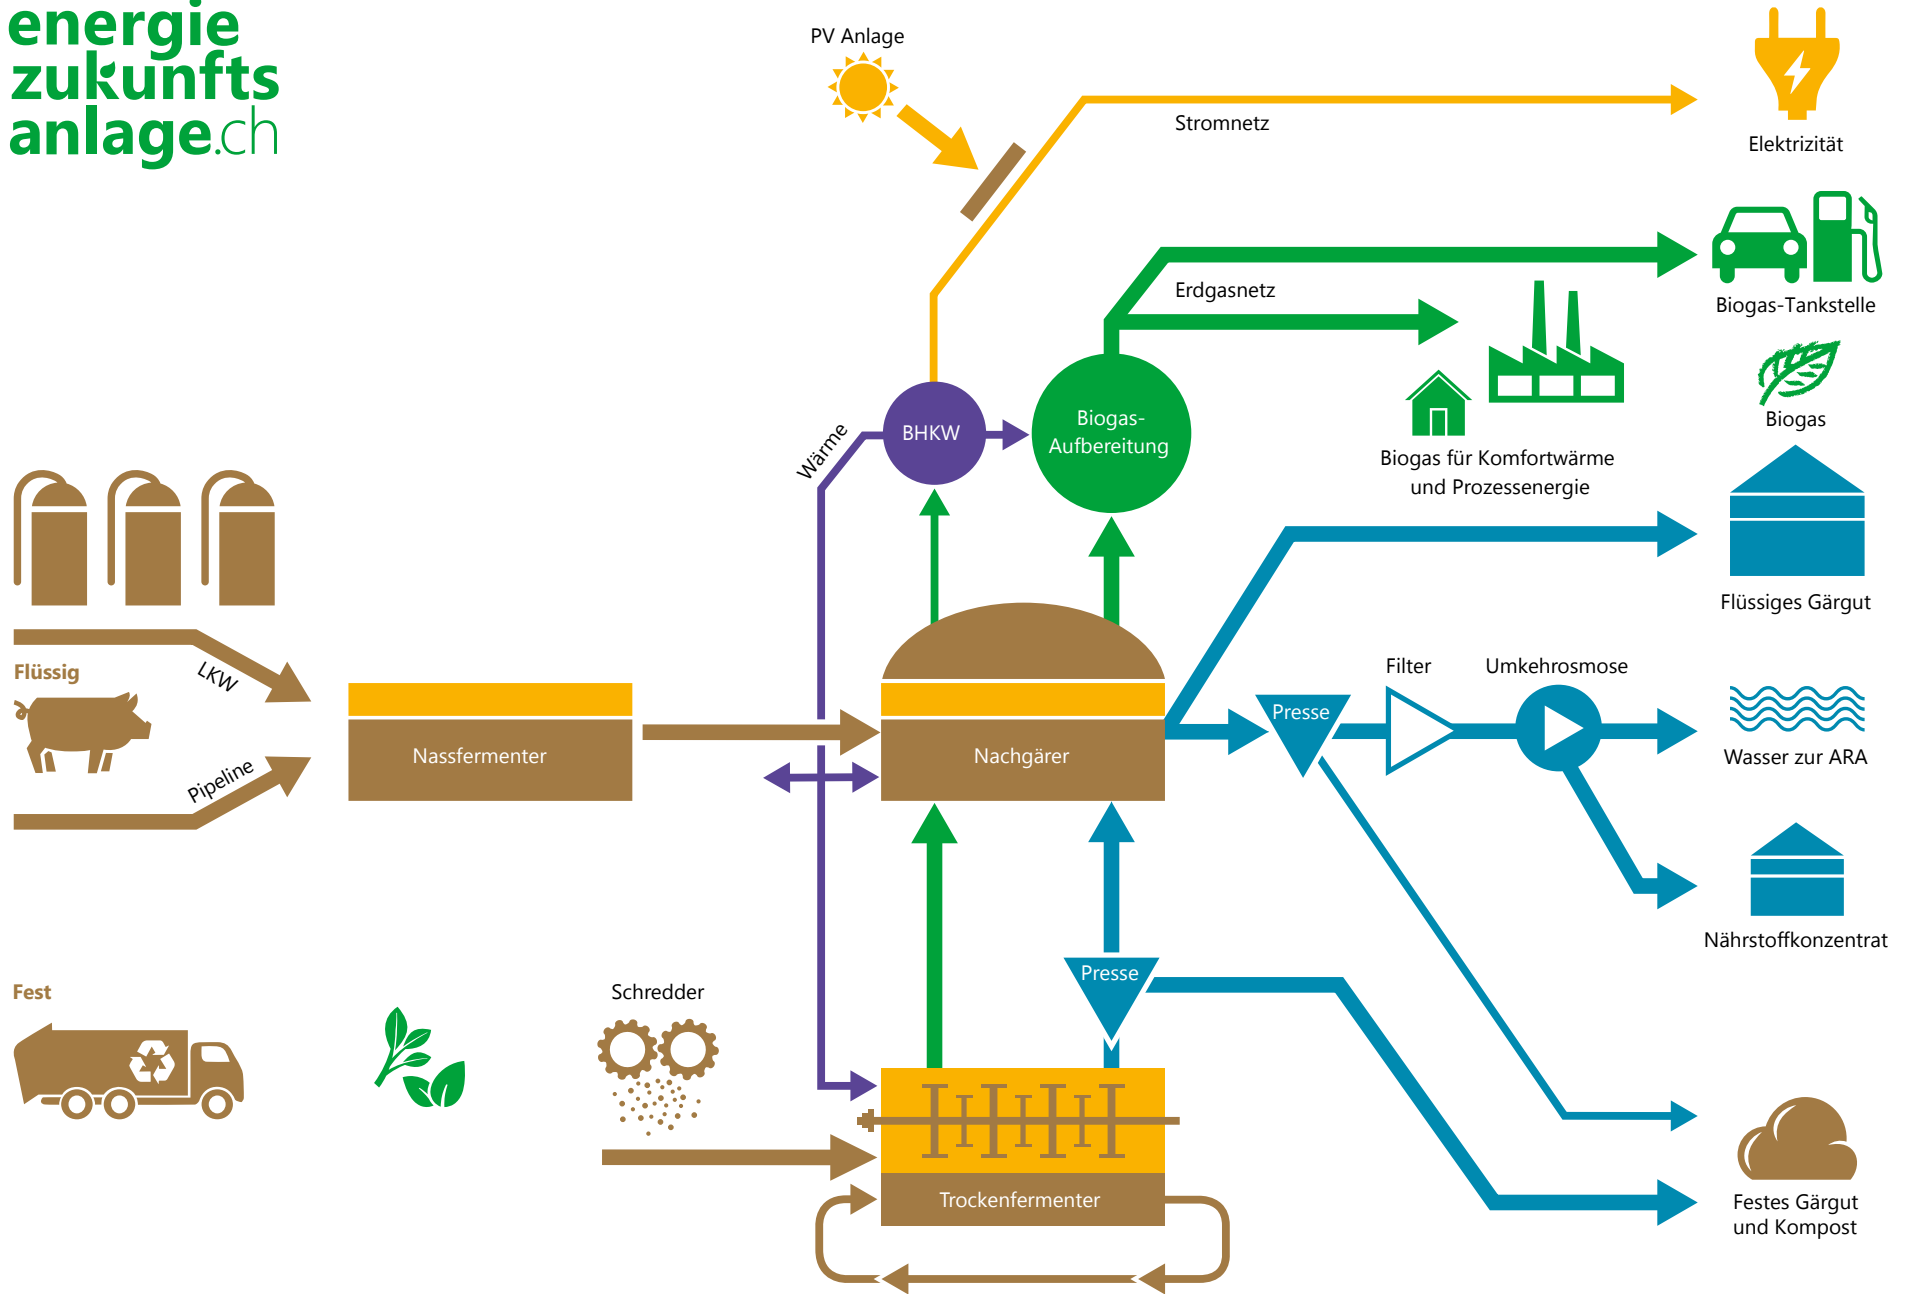 energie
zukunfts
anlage.ch
PV Anlage
Stromnetz
Elektrizität
Erdgasnetz
Biogas-Tankstelle
Biogas
Wärme
BHKW
Biogas-
Aufbereitung
Biogas für Komfortwärme
und Prozessenergie
Flüssiges Gärgut
Flüssig
LKW
Pipeline
Nassfermenter
Nachgärer
Presse
Filter
Umkehrosmose
Wasser zur ARA
Nährstoffkonzentrat
Fest
Schredder
Presse
Trockenfermenter
Festes Gärgut
und Kompost